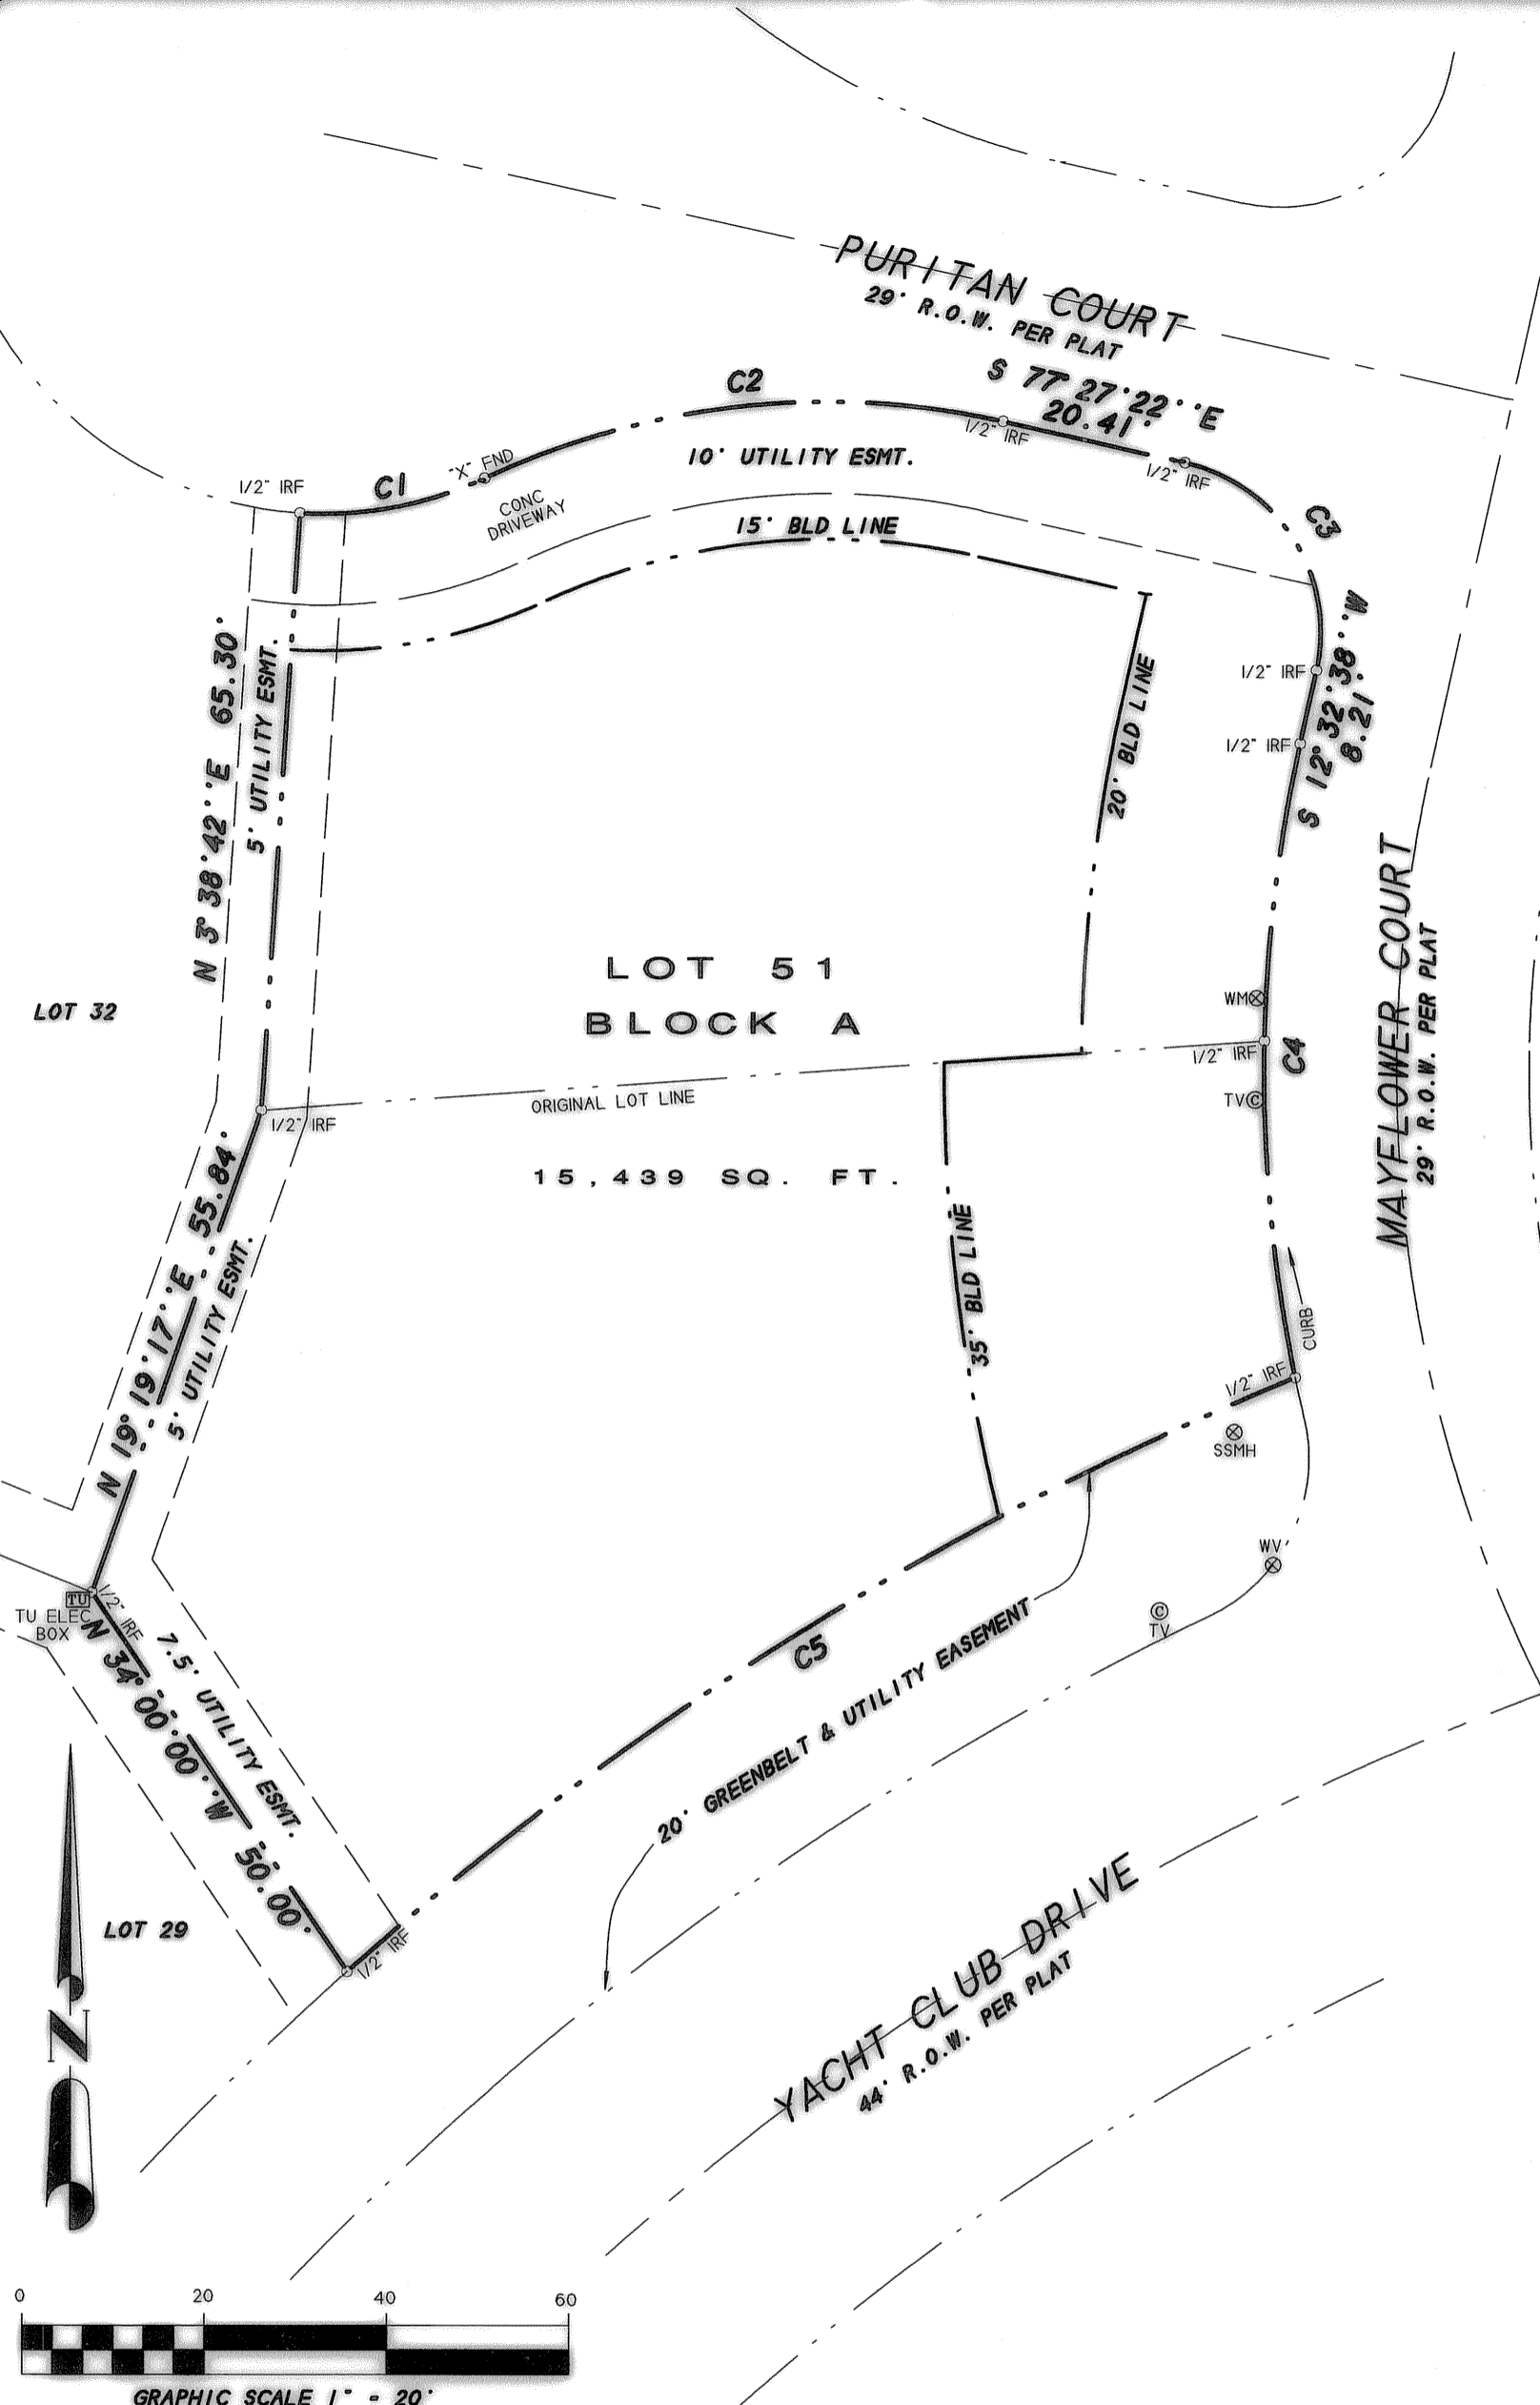 PURITAN COURT
29' R.O.W. PER PLAT
S 77°27'22''E
20.41'
C2
1/2" IRF
10' UTILITY ESMT.
1/2" IRF
"X" FND
C1
1/2" IRF
CONC
DRIVEWAY
15' BLD LINE
C3
N 3°38'42''E 65.30'
5' UTILITY ESMT.
20' BLD LINE
1/2" IRF
1/2" IRF
S 12°32'38''W
8.21'
LOT 51
BLOCK A
LOT 32
WM
1/2" IRF
C4
MAYFLOWER COURT
29' R.O.W. PER PLAT
ORIGINAL LOT LINE
1/2" IRF
TV C
15,439 SQ. FT.
N 19°19'17''E 55.84'
5' UTILITY ESMT.
35' BLD LINE
CURB
1/2" IRF
SSMH
WV
C
TV
TU
TU ELEC
BOX
1/2" IRF
N 34°00'00''W 50.00'
7.5' UTILITY ESMT.
C5
20' GREENBELT & UTILITY EASEMENT
LOT 29
1/2" IRF
YACHT CLUB DRIVE
44' R.O.W. PER PLAT
N
0 20 40 60
GRAPHIC SCALE 1" = 20'